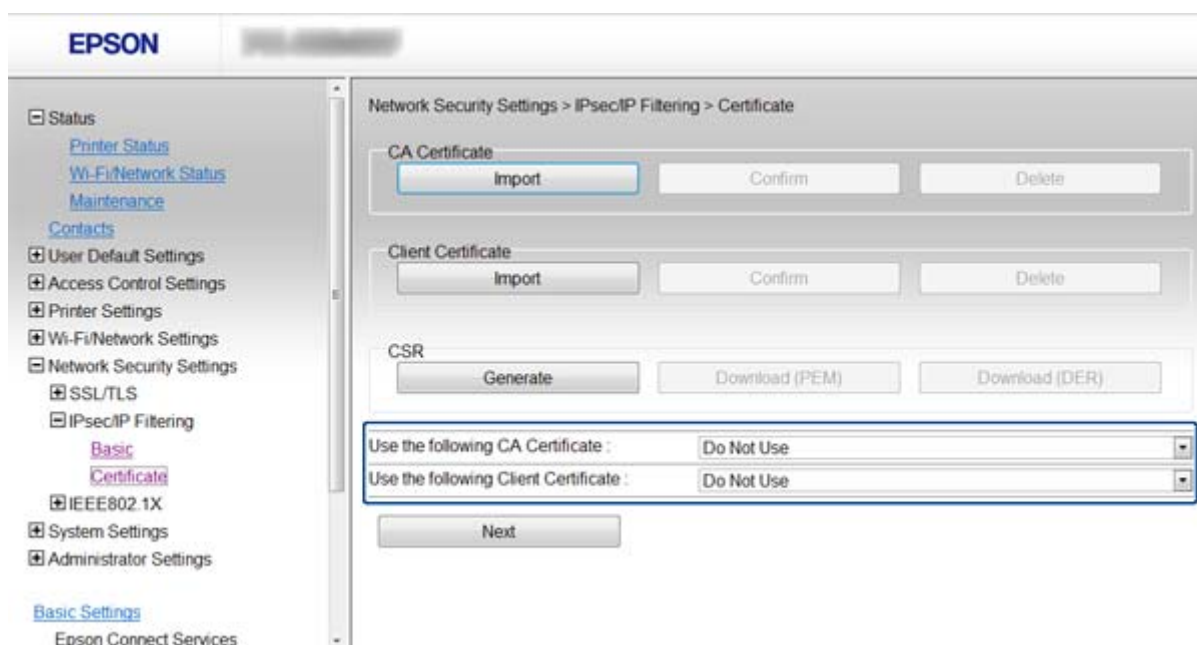 EPSON
Status
Printer Status
Wi-Fi/Network Status
Maintenance
Contacts
User Default Settings
Access Control Settings
Printer Settings
Wi-Fi/Network Settings
Network Security Settings
SSL/TLS
IPsec/IP Filtering
Basic
Certificate
IEEE802.1X
System Settings
Administrator Settings
Basic Settings
Epson Connect Services
Network Security Settings > IPsec/IP Filtering > Certificate
CA Certificate
Import Confirm Delete
Client Certificate
Import Confirm Delete
CSR
Generate Download (PEM) Download (DER)
Use the following CA Certificate : Do Not Use
Use the following Client Certificate : Do Not Use
Next